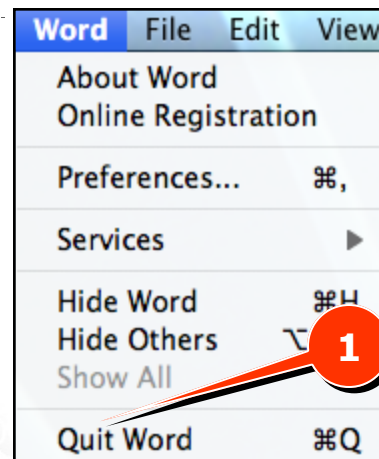 Word File Edit View
About Word
Online Registration
Preferences... ⌘,
Services ▶
Hide Word ⌘H
Hide Others ⌥
Show All
1
Quit Word ⌘Q